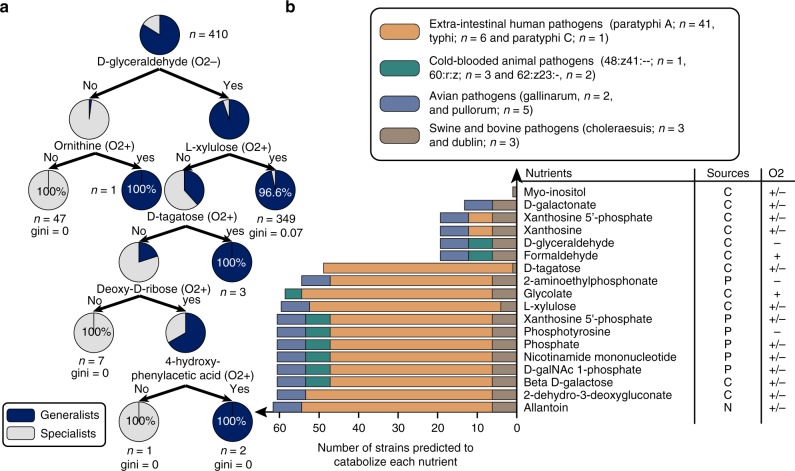 a
n = 410
D-glyceraldehyde (O2–)
No
Yes
Ornithine (O2+)
L-xylulose (O2+)
No
yes
No
yes
100%
n = 1
100%
96.6%
n = 47
gini = 0
n = 349
gini = 0.07
D-tagatose (O2+)
No
yes
100%
n = 3
Deoxy-D-ribose (O2+)
No
yes
100%
n = 7
gini = 0
4-hydroxy-
phenylacetic acid (O2+)
No
Yes
100%
100%
n = 1
gini = 0
n = 2
gini = 0
Generalists
Specialists
b
Extra-intestinal human pathogens (paratyphi A; n = 41,
typhi; n = 6 and paratyphi C; n = 1)
Cold-blooded animal pathogens (48:z41:--; n = 1,
60:r:z; n = 3 and 62:z23:-, n = 2)
Avian pathogens (gallinarum, n = 2,
and pullorum; n = 5)
Swine and bovine pathogens (choleraesuis; n = 3
and dublin; n = 3)
Nutrients Sources O2
Myo-inositol C +/–
D-galactonate C +/–
Xanthosine 5'-phosphate C +/–
Xanthosine C +/–
D-glyceraldehyde C –
Formaldehyde C +
D-tagatose C +/–
2-aminoethylphosphonate P –
Glycolate C +
L-xylulose C +/–
Xanthosine 5'-phosphate P +/–
Phosphotyrosine P –
Phosphate P +/–
Nicotinamide mononucleotide P +/–
D-galNAc 1-phosphate P +/–
Beta D-galactose C +/–
2-dehydro-3-deoxygluconate C +/–
Allantoin N +/–
60 50 40 30 20 10 0
Number of strains predicted to
catabolize each nutrient